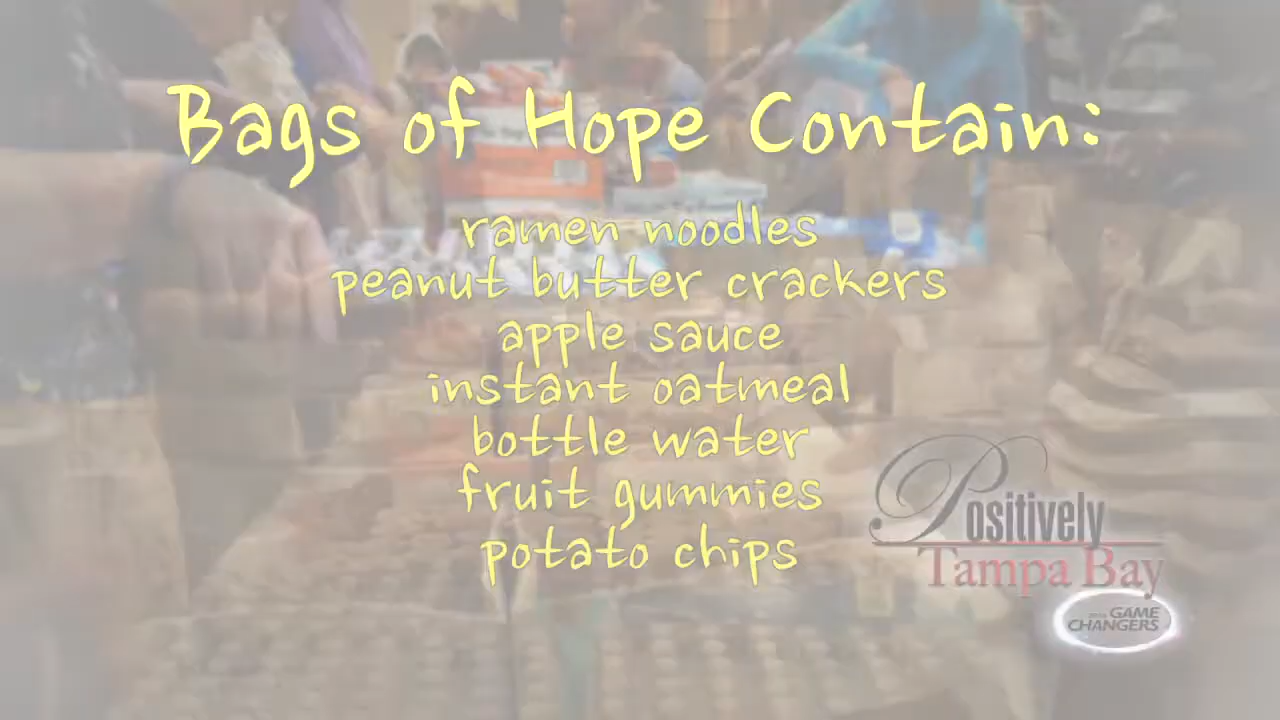 Bags of Hope Contain:
ramen noodles
peanut butter crackers
apple sauce
instant oatmeal
bottle water
fruit gummies
potato chips
Positively
Tampa Bay
GAME
CHANGERS